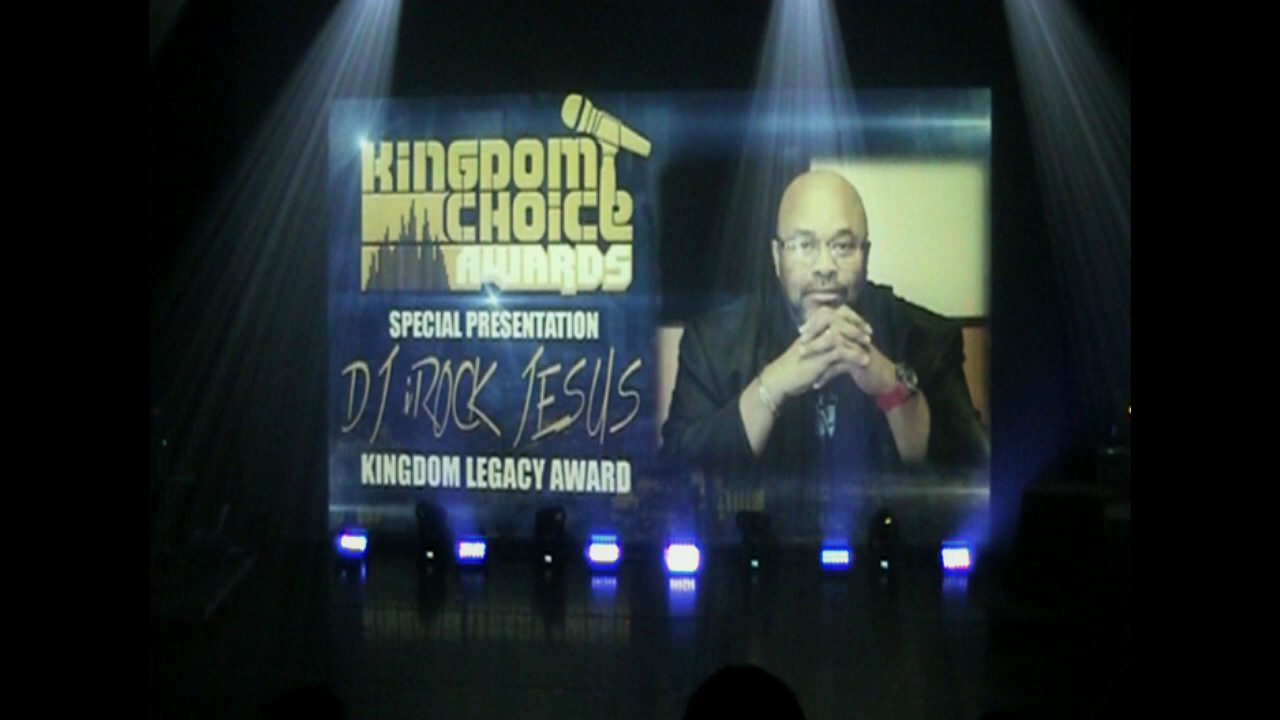 KINGDOM
CHOICE
AWARDS
SPECIAL PRESENTATION
DJ iROCK JESUS
KINGDOM LEGACY AWARD